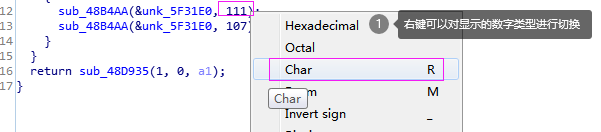 12 sub_48B4AA(&unk_5F31E0, 111);
Hexadecimal
1 右键可以对显示的数字类型进行切换
13 sub_48B4AA(&unk_5F31E0, 107)
Octal
14 }
15 }
Char R
16 return sub_48D935(1, 0, a1);
M
17 }
Char
Invert sign _